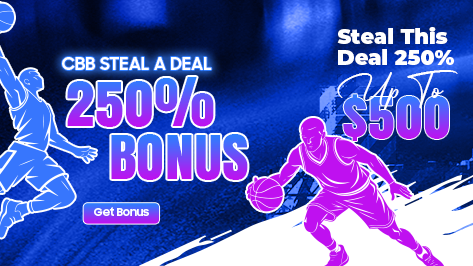 CBB STEAL A DEAL
250%
BONUS
Get Bonus
Steal This
Deal 250%
Up To
$500